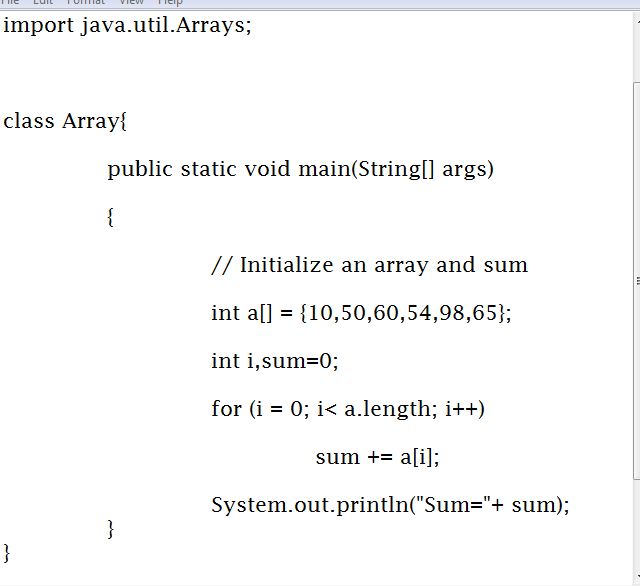 File Edit Format View Help
import java.util.Arrays;
class Array{
public static void main(String[] args)
{
// Initialize an array and sum
int a[] = {10,50,60,54,98,65};
int i,sum=0;
for (i = 0; i< a.length; i++)
sum += a[i];
System.out.println("Sum="+ sum);
}
}